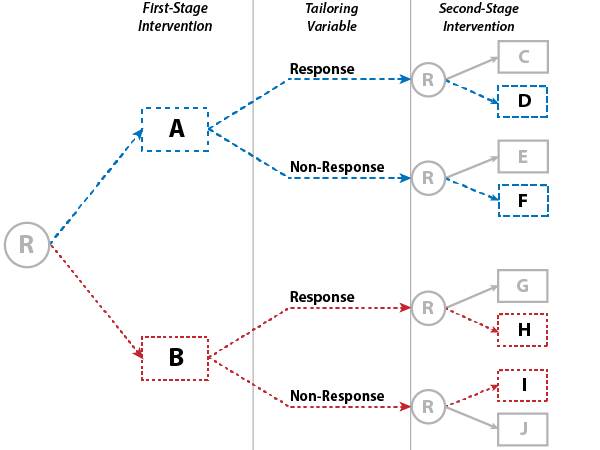 First-Stage
Intervention
Tailoring
Variable
Second-Stage
Intervention
R
A
B
Response
Non-Response
Response
Non-Response
R
R
R
R
C
D
E
F
G
H
I
J